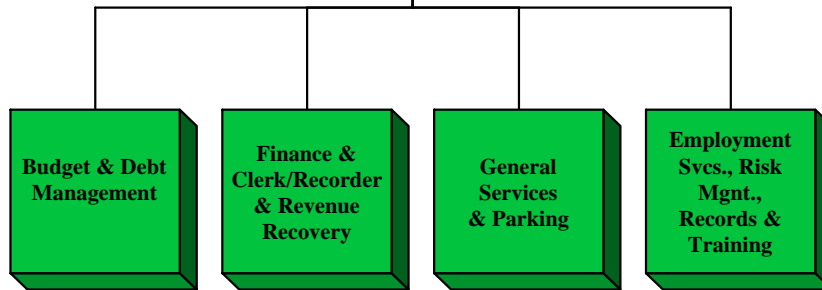 Budget & Debt
Management
Finance &
Clerk/Recorder
& Revenue
Recovery
General
Services
& Parking
Employment
Svcs., Risk
Mgnt.,
Records &
Training